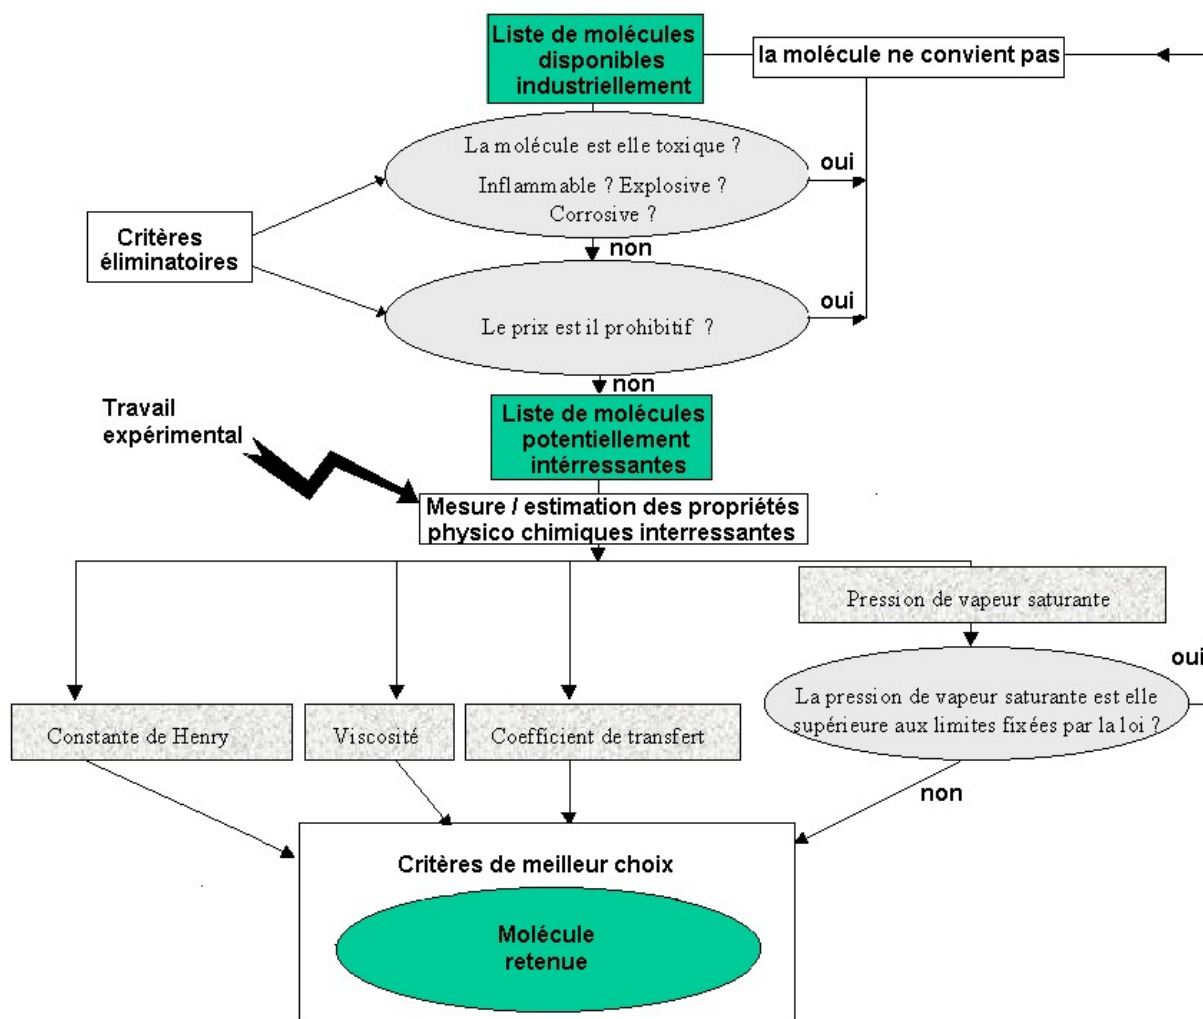 Liste de molécules
disponibles
industriellement
la molécule ne convient pas
La molécule est elle toxique ?
Inflammable ? Explosive ?
Corrosive ?
oui
non
Critères
éliminatoires
Le prix est il prohibitif ?
oui
non
Travail
expérimental
Liste de molécules
potentiellement
intérressantes
Mesure / estimation des propriétés
physico chimiques interressantes
Pression de vapeur saturante
oui
La pression de vapeur saturante est elle
supérieure aux limites fixées par la loi ?
Constante de Henry
Viscosité
Coefficient de transfert
non
Critères de meilleur choix
Molécule
retenue